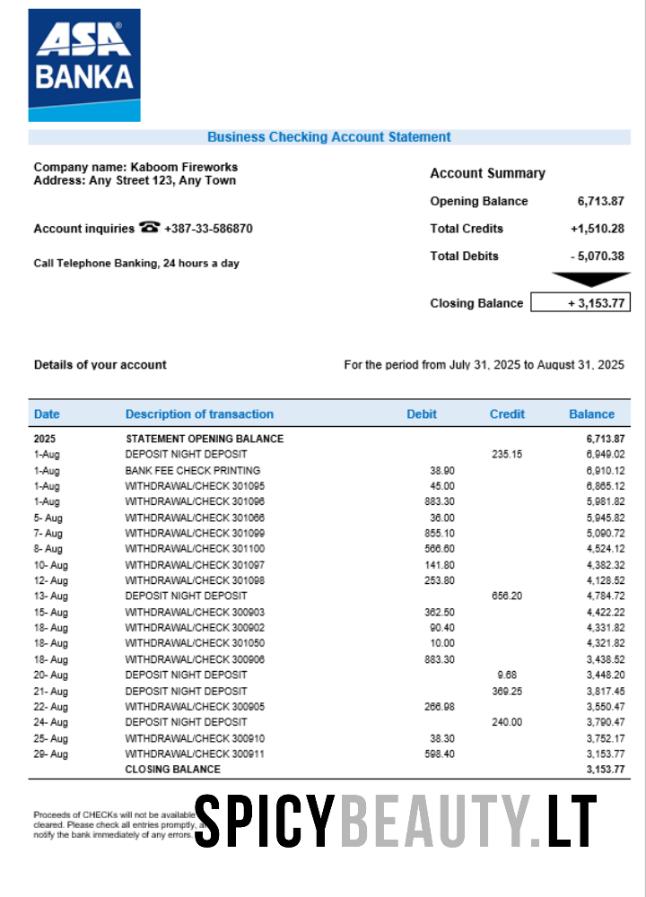 ASA®
BANKA
Business Checking Account Statement
Company name: Kaboom Fireworks
Address: Any Street 123, Any Town
Account inquiries ☎ +387-33-586870
Call Telephone Banking, 24 hours a day
Account Summary
Opening Balance 6,713.87
Total Credits +1,510.28
Total Debits - 5,070.38
Closing Balance + 3,153.77
Details of your account For the period from July 31, 2025 to August 31, 2025
Date Description of transaction Debit Credit Balance
2025 STATEMENT OPENING BALANCE 6,713.87
1-Aug DEPOSIT NIGHT DEPOSIT 235.15 6,949.02
1-Aug BANK FEE CHECK PRINTING 38.90 6,910.12
1-Aug WITHDRAWAL/CHECK 301095 45.00 6,865.12
1-Aug WITHDRAWAL/CHECK 301096 883.30 5,981.82
5- Aug WITHDRAWAL/CHECK 301066 36.00 5,945.82
7- Aug WITHDRAWAL/CHECK 301099 855.10 5,090.72
8- Aug WITHDRAWAL/CHECK 301100 566.60 4,524.12
10- Aug WITHDRAWAL/CHECK 301097 141.80 4,382.32
12- Aug WITHDRAWAL/CHECK 301098 253.80 4,128.52
13- Aug DEPOSIT NIGHT DEPOSIT 656.20 4,784.72
15- Aug WITHDRAWAL/CHECK 300903 362.50 4,422.22
18- Aug WITHDRAWAL/CHECK 300902 90.40 4,331.82
18- Aug WITHDRAWAL/CHECK 301050 10.00 4,321.82
18- Aug WITHDRAWAL/CHECK 300906 883.30 3,438.52
20- Aug DEPOSIT NIGHT DEPOSIT 9.68 3,448.20
21- Aug DEPOSIT NIGHT DEPOSIT 369.25 3,817.45
22- Aug WITHDRAWAL/CHECK 300905 266.98 3,550.47
24- Aug DEPOSIT NIGHT DEPOSIT 240.00 3,790.47
25- Aug WITHDRAWAL/CHECK 300910 38.30 3,752.17
29- Aug WITHDRAWAL/CHECK 300911 598.40 3,153.77
CLOSING BALANCE 3,153.77
Proceeds of CHECKs will not be available
cleared. Please check all entries promptly,
notify the bank immediately of any errors.
SPICYBEAUTY.LT